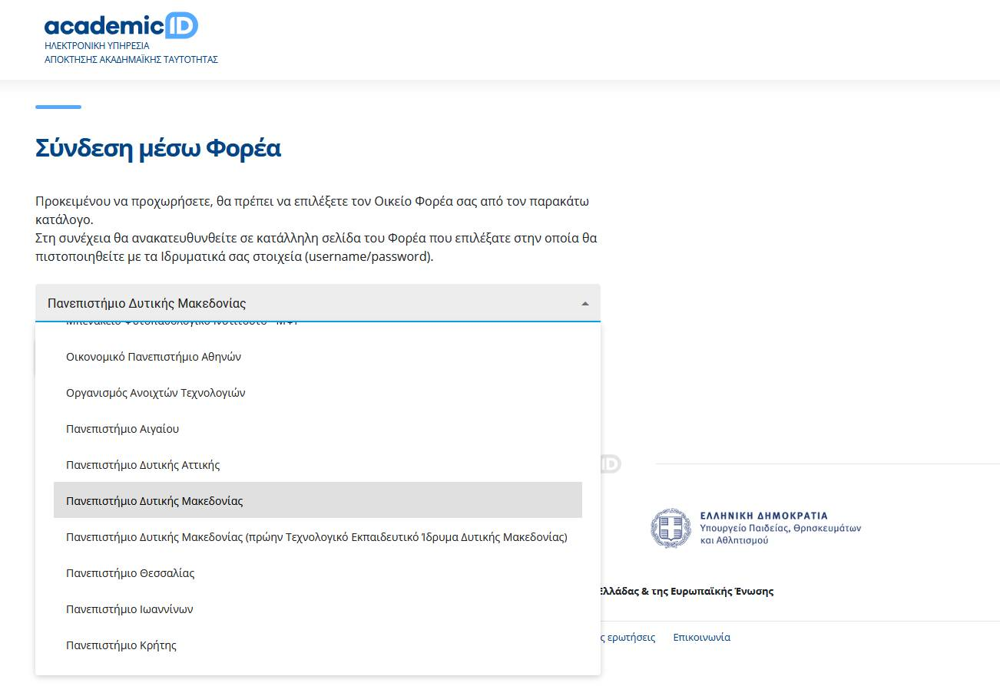 academicID
ΗΛΕΚΤΡΟΝΙΚΗ ΥΠΗΡΕΣΙΑ
ΑΠΟΚΤΗΣΗΣ ΑΚΑΔΗΜΑΪΚΗΣ ΤΑΥΤΟΤΗΤΑΣ
Σύνδεση μέσω Φορέα
Προκειμένου να προχωρήσετε, θα πρέπει να επιλέξετε τον Οικείο Φορέα σας από τον παρακάτω
κατάλογο.
Στη συνέχεια θα ανακατευθυνθείτε σε κατάλληλη σελίδα του Φορέα που επιλέξατε στην οποία θα
πιστοποιηθείτε με τα Ιδρυματικά σας στοιχεία (username/password).
Πανεπιστήμιο Δυτικής Μακεδονίας
Οικονομικό Πανεπιστήμιο Αθηνών
Οργανισμός Ανοιχτών Τεχνολογιών
Πανεπιστήμιο Αιγαίου
Πανεπιστήμιο Δυτικής Αττικής
Πανεπιστήμιο Δυτικής Μακεδονίας
Πανεπιστήμιο Δυτικής Μακεδονίας (πρώην Τεχνολογικό Εκπαιδευτικό Ίδρυμα Δυτικής Μακεδονίας)
Πανεπιστήμιο Θεσσαλίας
Πανεπιστήμιο Ιωαννίνων
Πανεπιστήμιο Κρήτης
ID
ΕΛΛΗΝΙΚΗ ΔΗΜΟΚΡΑΤΙΑ
Υπουργείο Παιδείας, Θρησκευμάτων
και Αθλητισμού
Ελλάδας & της Ευρωπαϊκής Ένωσης
ς ερωτήσεις Επικοινωνία